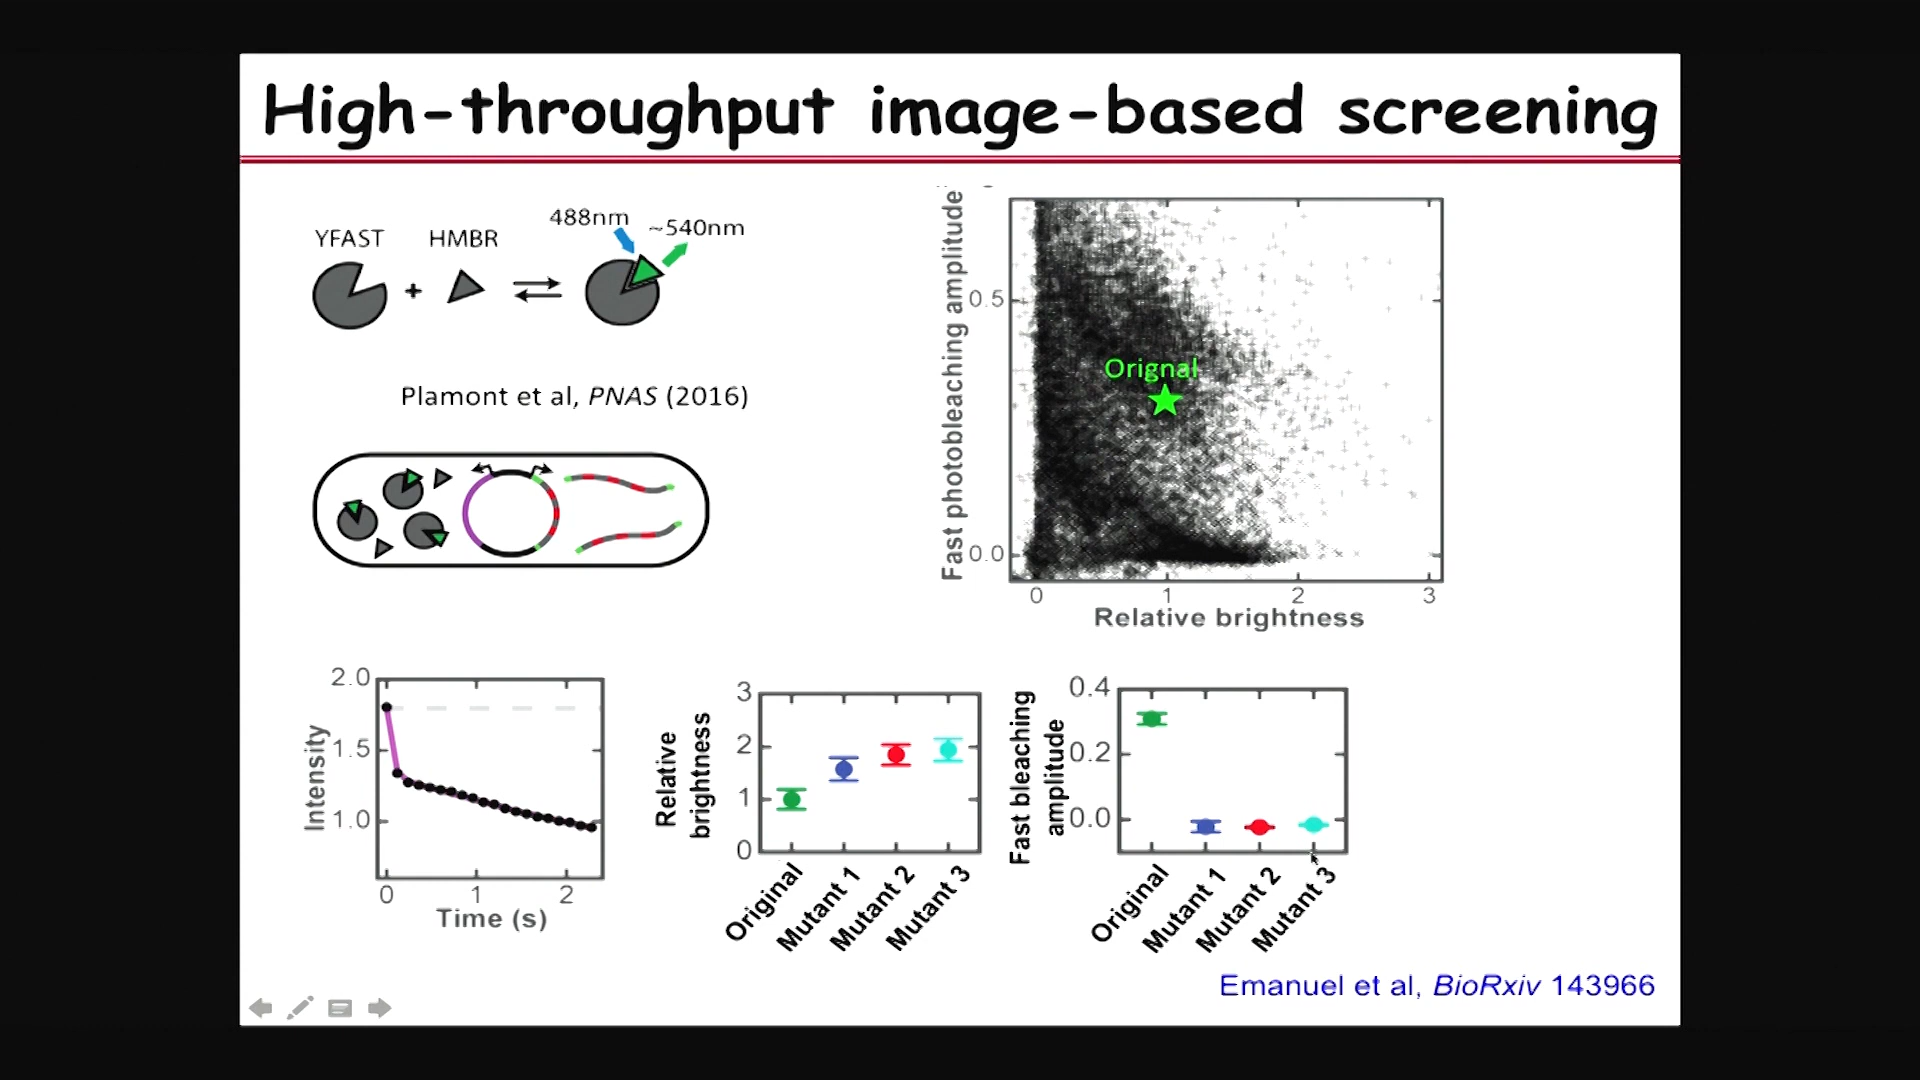 High-throughput image-based screening
YFAST
HMBR
488nm
~540nm
+
Plamont et al, PNAS (2016)
Fast photobleaching amplitude
0.5
0.0
Orignal
0 1 2 3
Relative brightness
Intensity
2.0
1.5
1.0
0 1 2
Time (s)
Relative
brightness
3
2
1
0
Original
Mutant 1
Mutant 2
Mutant 3
Fast bleaching
amplitude
0.4
0.2
0.0
Original
Mutant 1
Mutant 2
Mutant 3
Emanuel et al, BioRxiv 143966